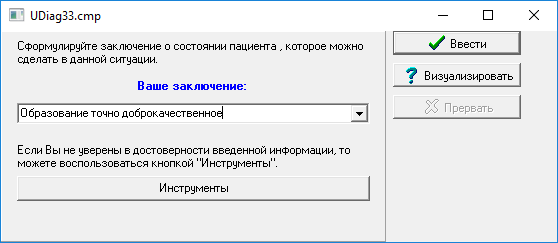 UDiag33.cmp
Сформулируйте заключение о состоянии пациента , которое можно
сделать в данной ситуации.
Ваше заключение:
Образование точно доброкачественное
Если Вы не уверены в достоверности введенной информации, то
можете воспользоваться кнопкой "Инструменты".
Инструменты
Ввести
? Визуализировать
Прервать